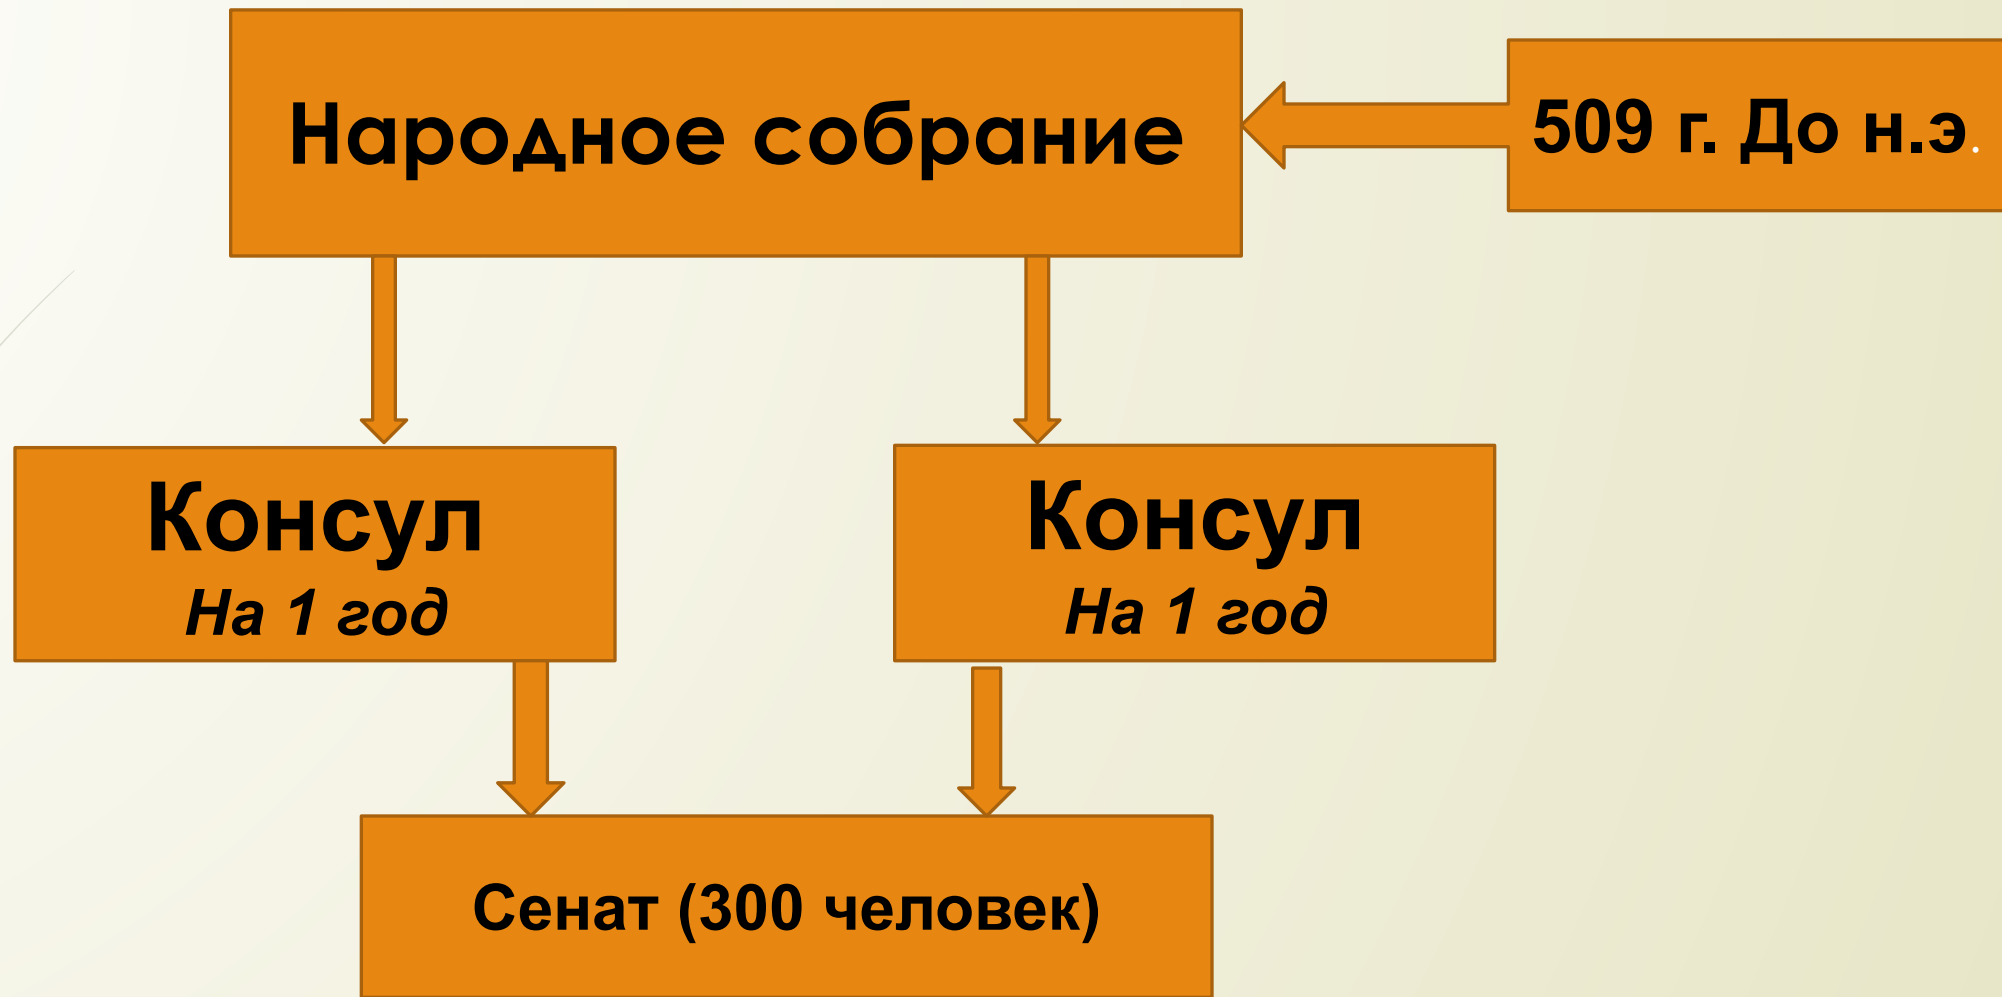 Народное собрание
509 г. До н.э.
Консул
На 1 год
Консул
На 1 год
Сенат (300 человек)